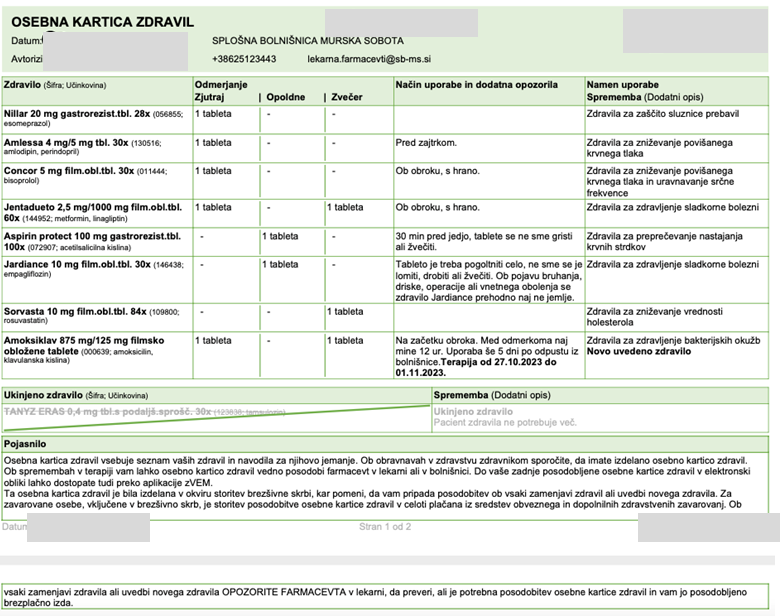 OSEBNA KARTICA ZDRAVIL
Datum: SPLOŠNA BOLNIŠNICA MURSKA SOBOTA
Avtorizi +38625123443 lekarna.farmacevti@sb-ms.si
Zdravilo (Šifra; Učinkovina) Odmerjanje Način uporabe in dodatna opozorila Namen uporabe
Zjutraj | Opoldne | Zvečer Sprememba (Dodatni opis)
Nillar 20 mg gastrorezist.tbl. 28x (056855; 1 tableta - - Zdravila za zaščito sluznice prebavil
esomeprazol)
Amlessa 4 mg/5 mg tbl. 30x (130516; 1 tableta - - Pred zajtrkom. Zdravila za zniževanje povišanega
amlodipin, perindopril) krvnega tlaka
Concor 5 mg film.obl.tbl. 30x (011444; 1 tableta - - Ob obroku, s hrano. Zdravila za zniževanje povišanega
bisoprolol) krvnega tlaka in uravnavanje srčne
frekvence
Jentadueto 2,5 mg/1000 mg film.obl.tbl. 1 tableta - 1 tableta Ob obroku, s hrano. Zdravila za zdravljenje sladkorne bolezni
60x (144952; metformin, linagliptin)
Aspirin protect 100 mg gastrorezist.tbl. - 1 tableta - 30 min pred jedjo, tablete se ne sme gristi Zdravila za preprečevanje nastajanja
100x (072907; acetilsalicilna kislina) ali žvečiti. krvnih strdkov
Jardiance 10 mg film.obl.tbl. 30x (146438; - 1 tableta - Tableto je treba pogoltniti celo, ne sme se je Zdravila za zdravljenje sladkorne bolezni
empagliflozin) lomiti, drobiti ali žvečiti. Ob pojavu bruhanja,
driske, operacije ali vnetnega obolenja se
zdravilo Jardiance prehodno naj ne jemlje.
Sorvasta 10 mg film.obl.tbl. 84x (109800; - - 1 tableta Zdravila za zniževanje vrednosti
rosuvastatin) holesterola
Amoksiklav 875 mg/125 mg filmsko 1 tableta - 1 tableta Na začetku obroka. Med odmerkoma naj Zdravila za zdravljenje bakterijskih okužb
obložene tablete (000639; amoksicilin, mine 12 ur. Uporaba še 5 dni po odpustu iz Novo uvedeno zdravilo
klavulanska kislina) bolnišnice.Terapija od 27.10.2023 do
01.11.2023.
Ukinjeno zdravilo (Šifra; Učinkovina) Sprememba (Dodatni opis)
TANYZ ERAS 0,4 mg tbl.s podaljš.sprošč. 30x (123838; tamsulozin) Ukinjeno zdravilo
Pacient zdravila ne potrebuje več.
Pojasnilo
Osebna kartica zdravil vsebuje seznam vaših zdravil in navodila za njihovo jemanje. Ob obravnavah v zdravstvu zdravnikom sporočite, da imate izdelano osebno kartico zdravil.
Ob spremembah v terapiji vam lahko osebno kartico zdravil vedno posodobi farmacevt v lekarni ali v bolnišnici. Do vaše zadnje posodobljene osebne kartice zdravil v elektronski
obliki lahko dostopate tudi preko aplikacije zVEM.
Ta osebna kartica zdravil je bila izdelana v okviru storitev brezšivne skrbi, kar pomeni, da vam pripada posodobitev ob vsaki zamenjavi zdravil ali uvedbi novega zdravila. Za
zavarovane osebe, vključene v brezšivno skrb, je storitev posodobitve osebne kartice zdravil v celoti plačana iz sredstev obveznega in dopolnilnih zdravstvenih zavarovanj. Ob
Datum Stran 1 od 2
vsaki zamenjavi zdravila ali uvedbi novega zdravila OPOZORITE FARMACEVTA v lekarni, da preveri, ali je potrebna posodobitev osebne kartice zdravil in vam jo posodobljeno
brezplačno izda.